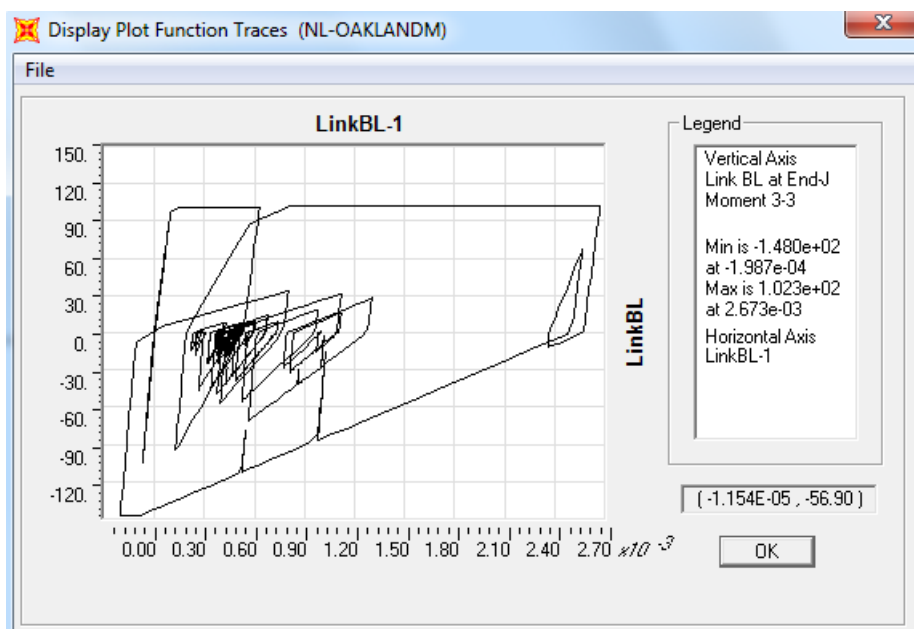 Display Plot Function Traces (NL-OAKLANDM)
File
LinkBL-1
150.
120.
90.
60.
30.
0.
-30.
-60.
-90.
-120.
0.00 0.30 0.60 0.90 1.20 1.50 1.80 2.10 2.40 2.70 x10 -3
LinkBL
Legend
Vertical Axis
Link BL at End-J
Moment 3-3
Min is -1.480e+02
at -1.987e-04
Max is 1.023e+02
at 2.673e-03
Horizontal Axis
LinkBL-1
( -1.154E-05 , -56.90 )
OK